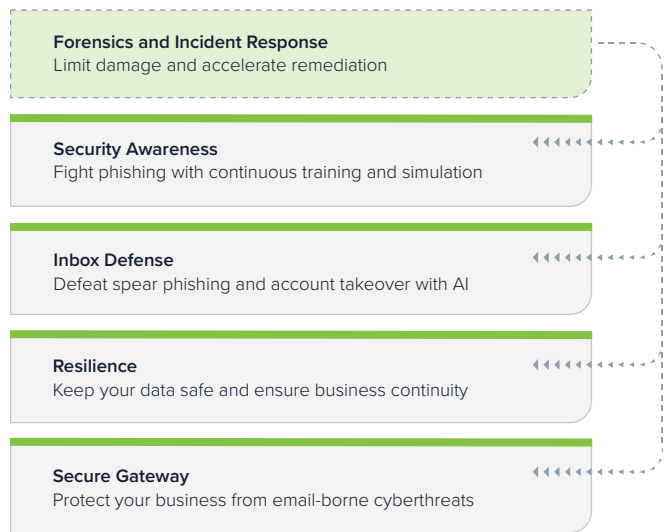 Forensics and Incident Response
Limit damage and accelerate remediation
Security Awareness
Fight phishing with continuous training and simulation
Inbox Defense
Defeat spear phishing and account takeover with AI
Resilience
Keep your data safe and ensure business continuity
Secure Gateway
Protect your business from email-borne cyberthreats